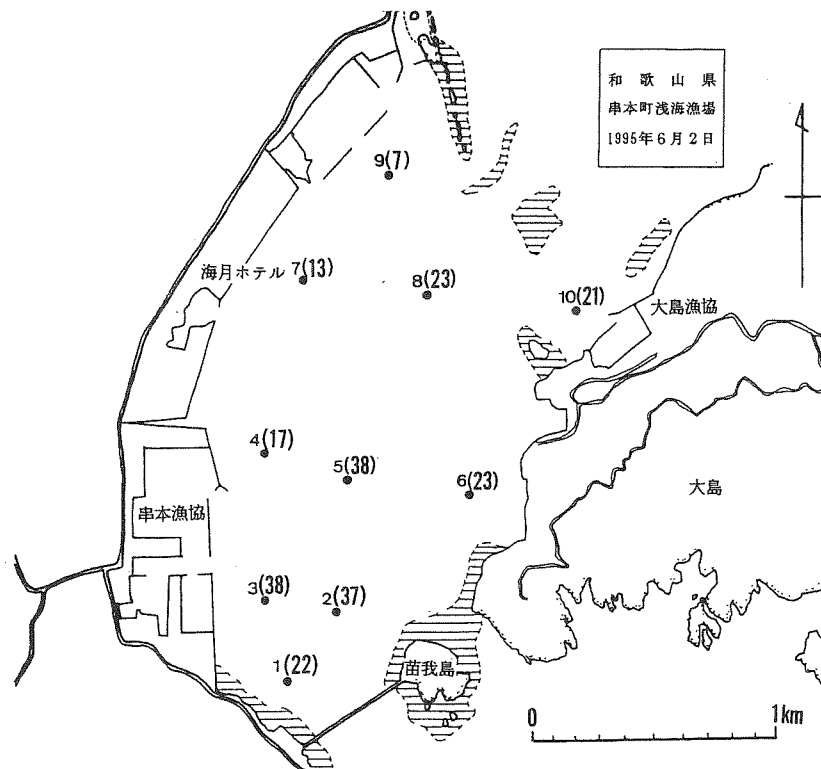 和歌山県
串本町浅海漁場
1995年6月2日
9(7)
海月ホテル
7(13)
8(23)
10(21)
大島漁協
4(17)
5(38)
6(23)
大島
串本漁協
3(38)
2(37)
1(22)
苗我島
0
1km